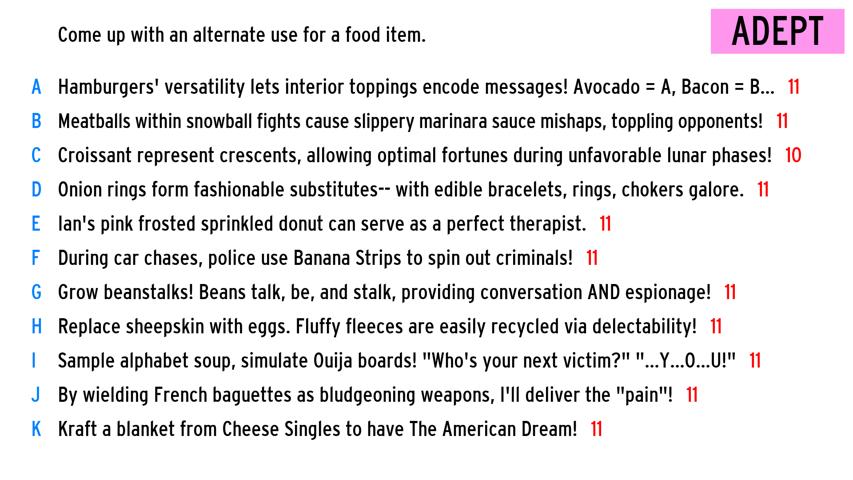 Come up with an alternate use for a food item.
ADEPT
A Hamburgers' versatility lets interior toppings encode messages! Avocado = A, Bacon = B... 11
B Meatballs within snowball fights cause slippery marinara sauce mishaps, toppling opponents! 11
C Croissant represent crescents, allowing optimal fortunes during unfavorable lunar phases! 10
D Onion rings form fashionable substitutes-- with edible bracelets, rings, chokers galore. 11
E Ian's pink frosted sprinkled donut can serve as a perfect therapist. 11
F During car chases, police use Banana Strips to spin out criminals! 11
G Grow beanstalks! Beans talk, be, and stalk, providing conversation AND espionage! 11
H Replace sheepskin with eggs. Fluffy fleeces are easily recycled via delectability! 11
I Sample alphabet soup, simulate Ouija boards! "Who's your next victim?" "...Y...O...U!" 11
J By wielding French baguettes as bludgeoning weapons, I'll deliver the "pain"! 11
K Kraft a blanket from Cheese Singles to have The American Dream! 11